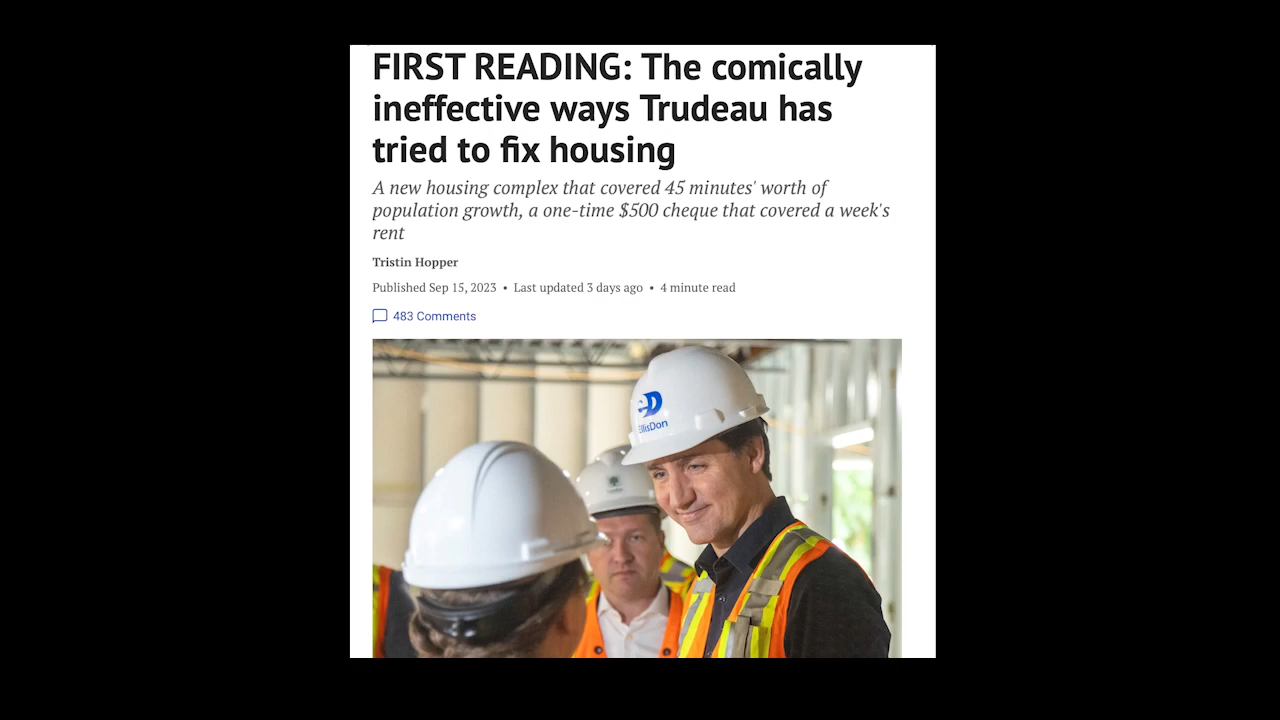 FIRST READING: The comically
ineffective ways Trudeau has
tried to fix housing
A new housing complex that covered 45 minutes' worth of
population growth, a one-time $500 cheque that covered a week's
rent
Tristin Hopper
Published Sep 15, 2023 • Last updated 3 days ago • 4 minute read
483 Comments
eD
EllisDon